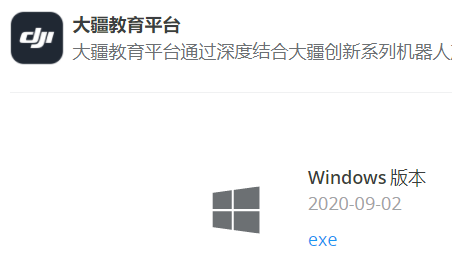 dji
大疆教育平台
大疆教育平台通过深度结合大疆创新系列机器人
Windows 版本
2020-09-02
exe